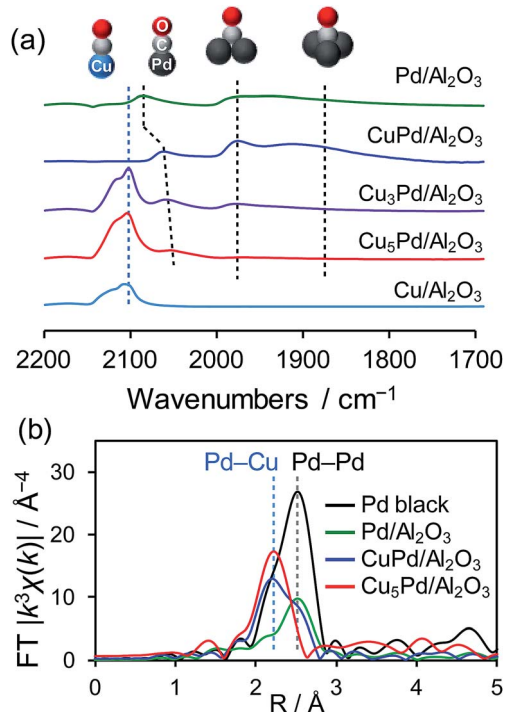 (a)
O
C
Cu
Pd
Pd/Al₂O₃
CuPd/Al₂O₃
Cu₃Pd/Al₂O₃
Cu₅Pd/Al₂O₃
Cu/Al₂O₃
2200 2100 2000 1900 1800 1700
Wavenumbers / cm⁻¹
(b)
Pd–Cu Pd–Pd
FT |k³χ(k)| / Å⁻⁴
30
20
10
0
Pd black
Pd/Al₂O₃
CuPd/Al₂O₃
Cu₅Pd/Al₂O₃
0 1 2 3 4 5
R / Å